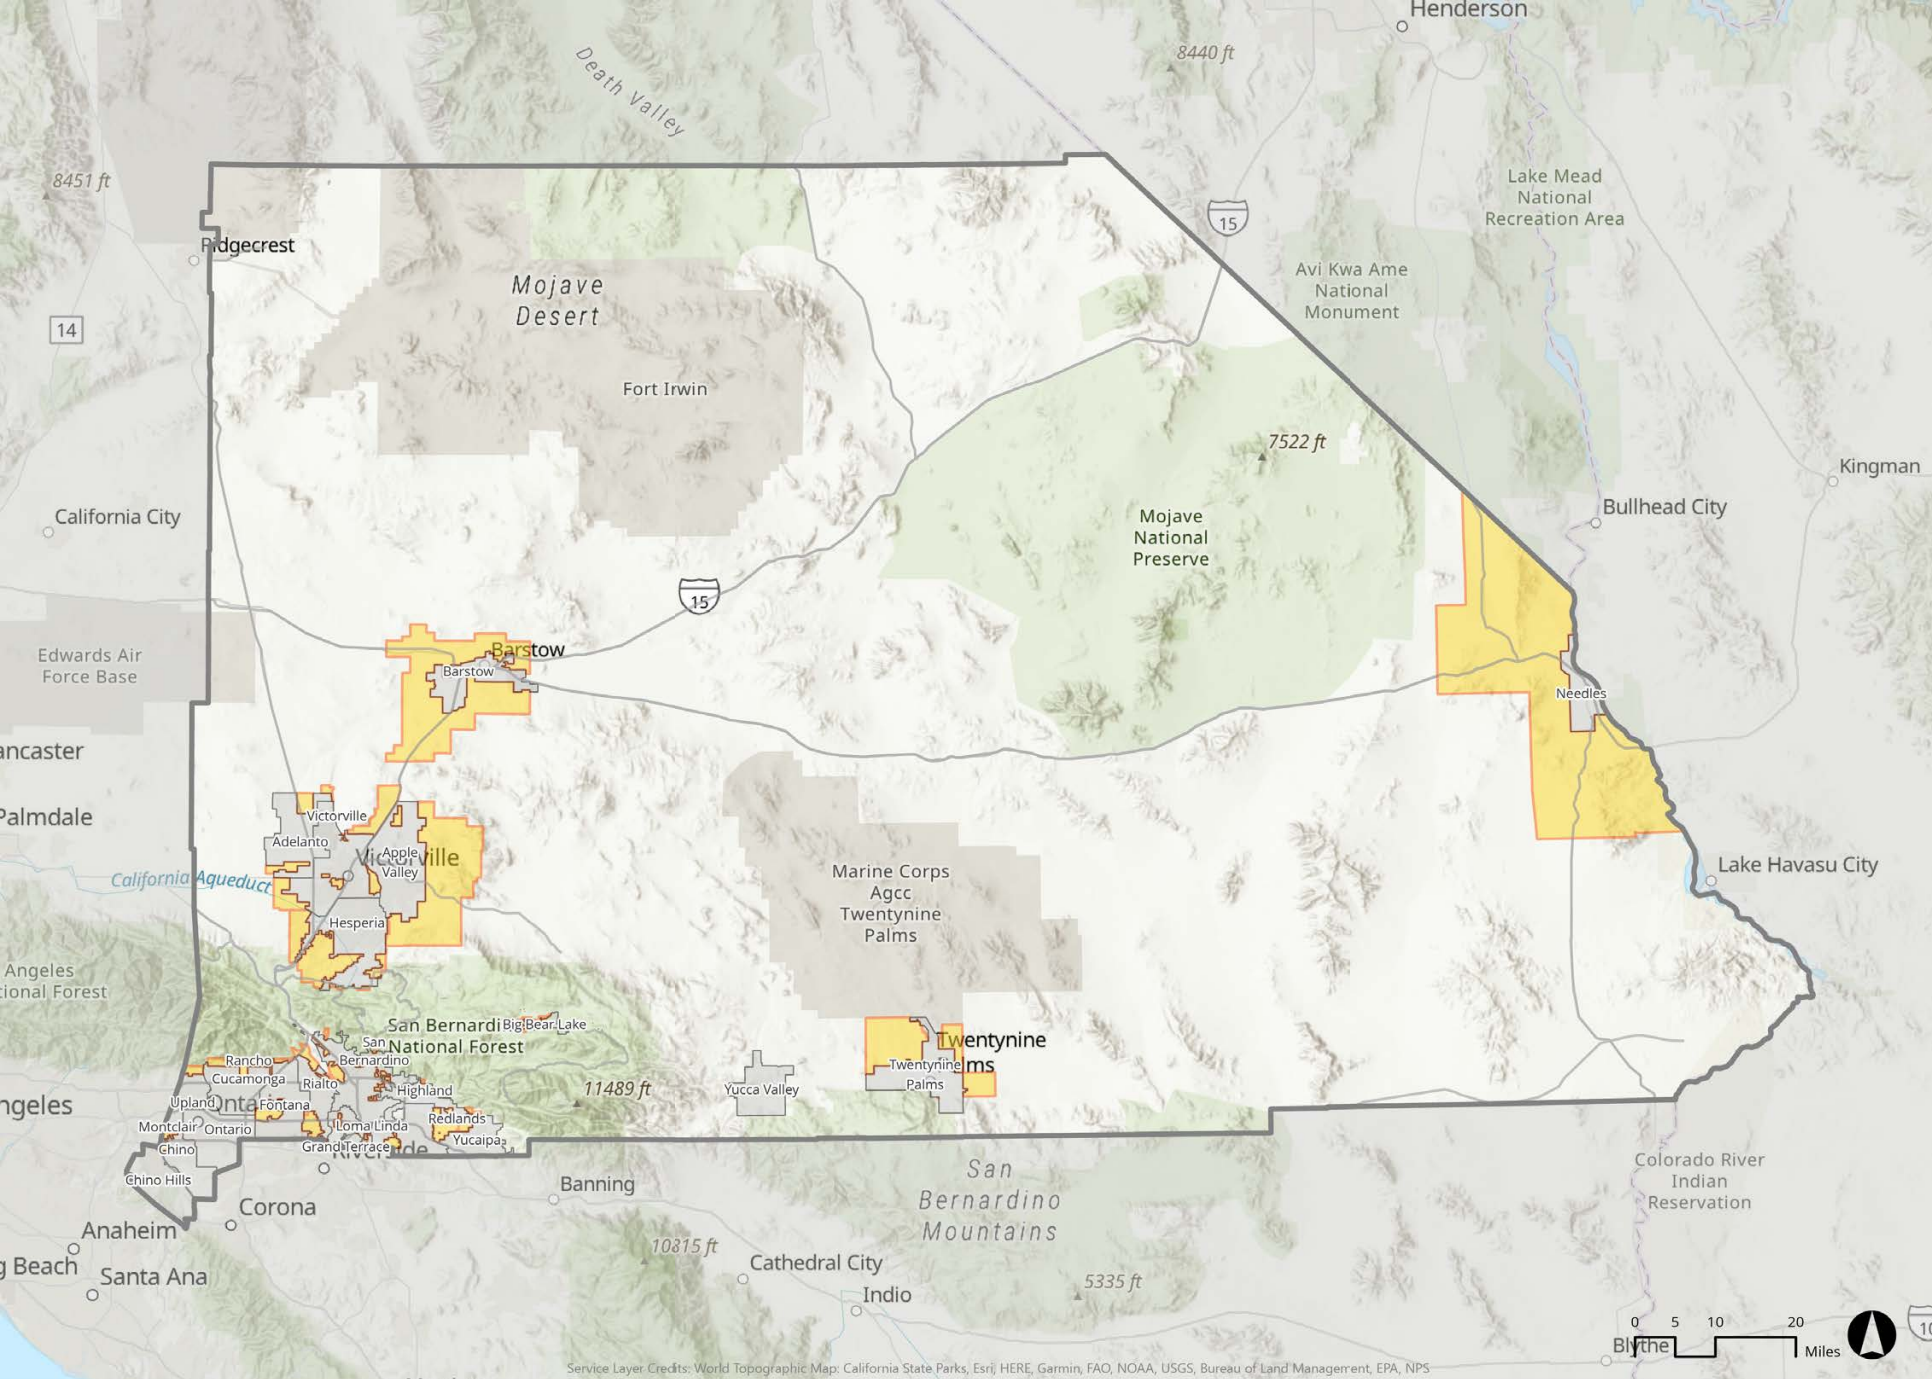 Henderson
8440 ft
Death Valley
8451 ft
Lake Mead
National
Recreation Area
15
Ridgecrest
Avi Kwa Ame
National
Monument
Mojave
Desert
14
Fort Irwin
7522 ft
Kingman
California City
Bullhead City
Mojave
National
Preserve
15
Edwards Air
Force Base
Barstow
Barstow
Needles
ancaster
Palmdale
Victorville
Adelanto
Apple
Valley
Victorville
California Aqueduct
Lake Havasu City
Marine Corps
Agcc
Twentynine
Palms
Hesperia
Angeles
tional Forest
San Bernardi
National Forest
Big Bear Lake
Twentynine
ms
Twentynine
Palms
San
Bernardino
Rancho
Cucamonga
Rialto
Highland
11489 ft
Yucca Valley
ngeles
Upland
Onta
Fontana
Montclair
Ontario
Loma Linda
Redlands
Yucaipa
Grand Terrace
Riverside
Chino
Chino Hills
Banning
San
Bernardino
Mountains
Colorado River
Indian
Reservation
Corona
Anaheim
10815 ft
Cathedral City
g Beach
Santa Ana
5335 ft
Indio
Blythe
0 5 10 20
Miles
10
Service Layer Credits: World Topographic Map: California State Parks, Esri, HERE, Garmin, FAO, NOAA, USGS, Bureau of Land Management, EPA, NPS